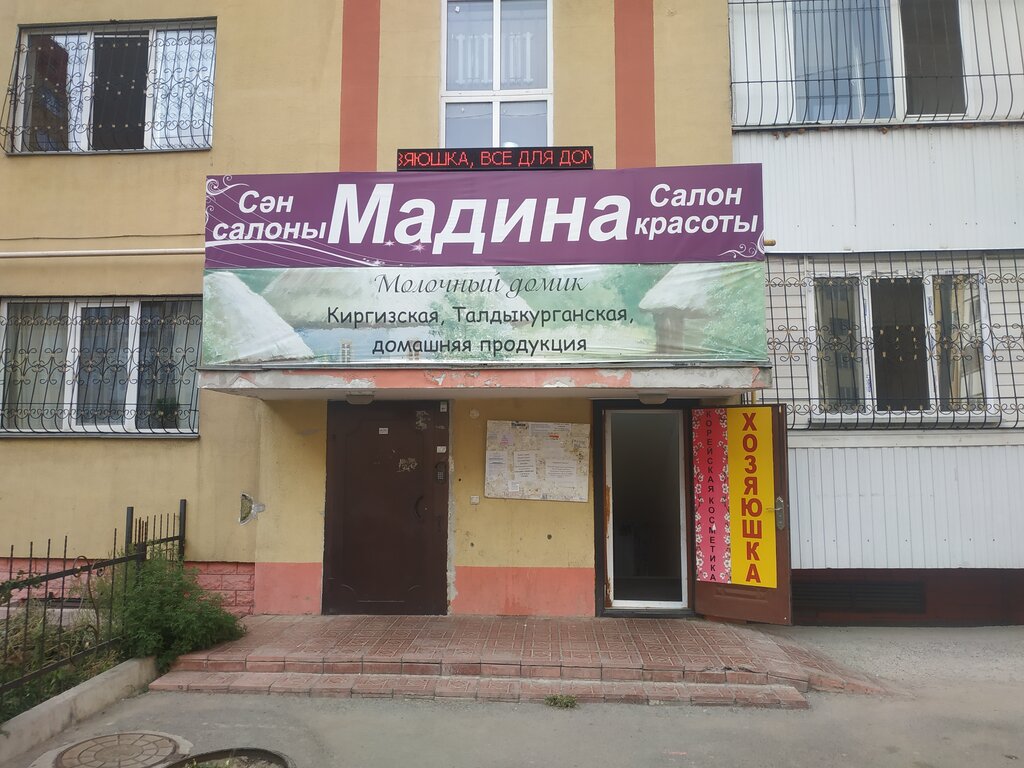 ЗЯЮШКА, ВСЕ ДЛЯ ДОМ
Сән
салоны
Мадина
Салон
красоты
Молочный домик
Киргизская, Талдыкурганская,
домашняя продукция
КОРЕЙСКАЯ КОСМЕТИКА
ХОЗЯЮШКА